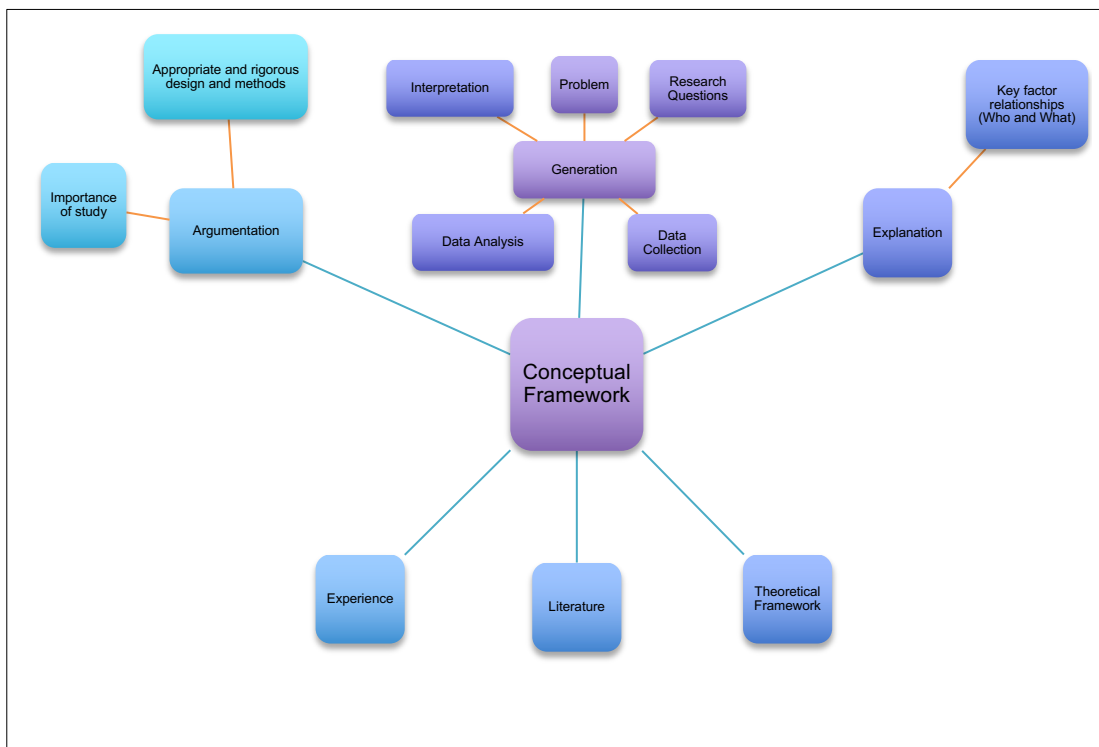 Appropriate and rigorous
design and methods
Interpretation
Problem
Research
Questions
Key factor
relationships
(Who and What)
Generation
Importance
of study
Argumentation
Data Analysis
Data
Collection
Explanation
Conceptual
Framework
Experience
Literature
Theoretical
Framework